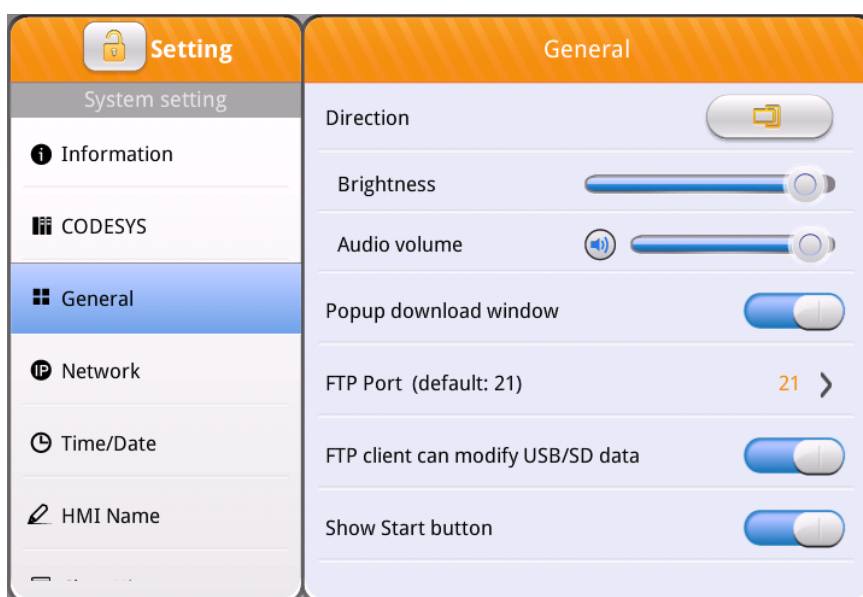 Setting
System setting
Information
CODESYS
General
Network
Time/Date
HMI Name
General
Direction
Brightness
Audio volume
Popup download window
FTP Port (default: 21)
21
FTP client can modify USB/SD data
Show Start button